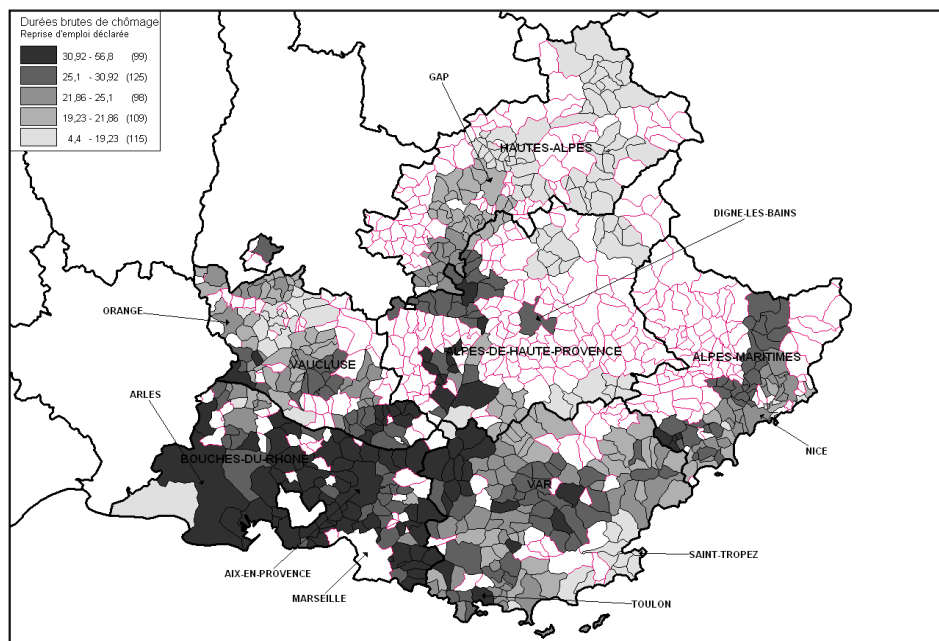 Durées brutes de chômage
Reprise d'emploi déclarée
30,92 - 56,8 (99)
25,1 - 30,92 (125)
21,86 - 25,1 (98)
19,23 - 21,86 (109)
4,4 - 19,23 (115)
GAP
HAUTES-ALPES
DIGNE-LES-BAINS
ORANGE
VAUCLUSE
ALPES-DE-HAUTE-PROVENCE
ALPES-MARITIMES
ARLES
BOUCHES-DU-RHONE
NICE
VAR
SAINT-TROPEZ
AIX-EN-PROVENCE
MARSEILLE
TOULON